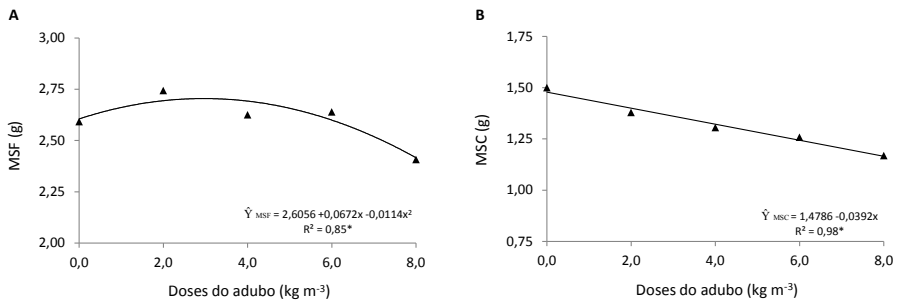 A
3,00
2,75
2,50
2,25
2,00
MSF (g)
Ŷ MSF = 2,6056 +0,0672x -0,0114x²
R² = 0,85*
0,0 2,0 4,0 6,0 8,0
Doses do adubo (kg m⁻³)
B
1,75
1,50
1,25
1,00
0,75
MSC (g)
Ŷ MSC = 1,4786 -0,0392x
R² = 0,98*
0,0 2,0 4,0 6,0 8,0
Doses do adubo (kg m⁻³)